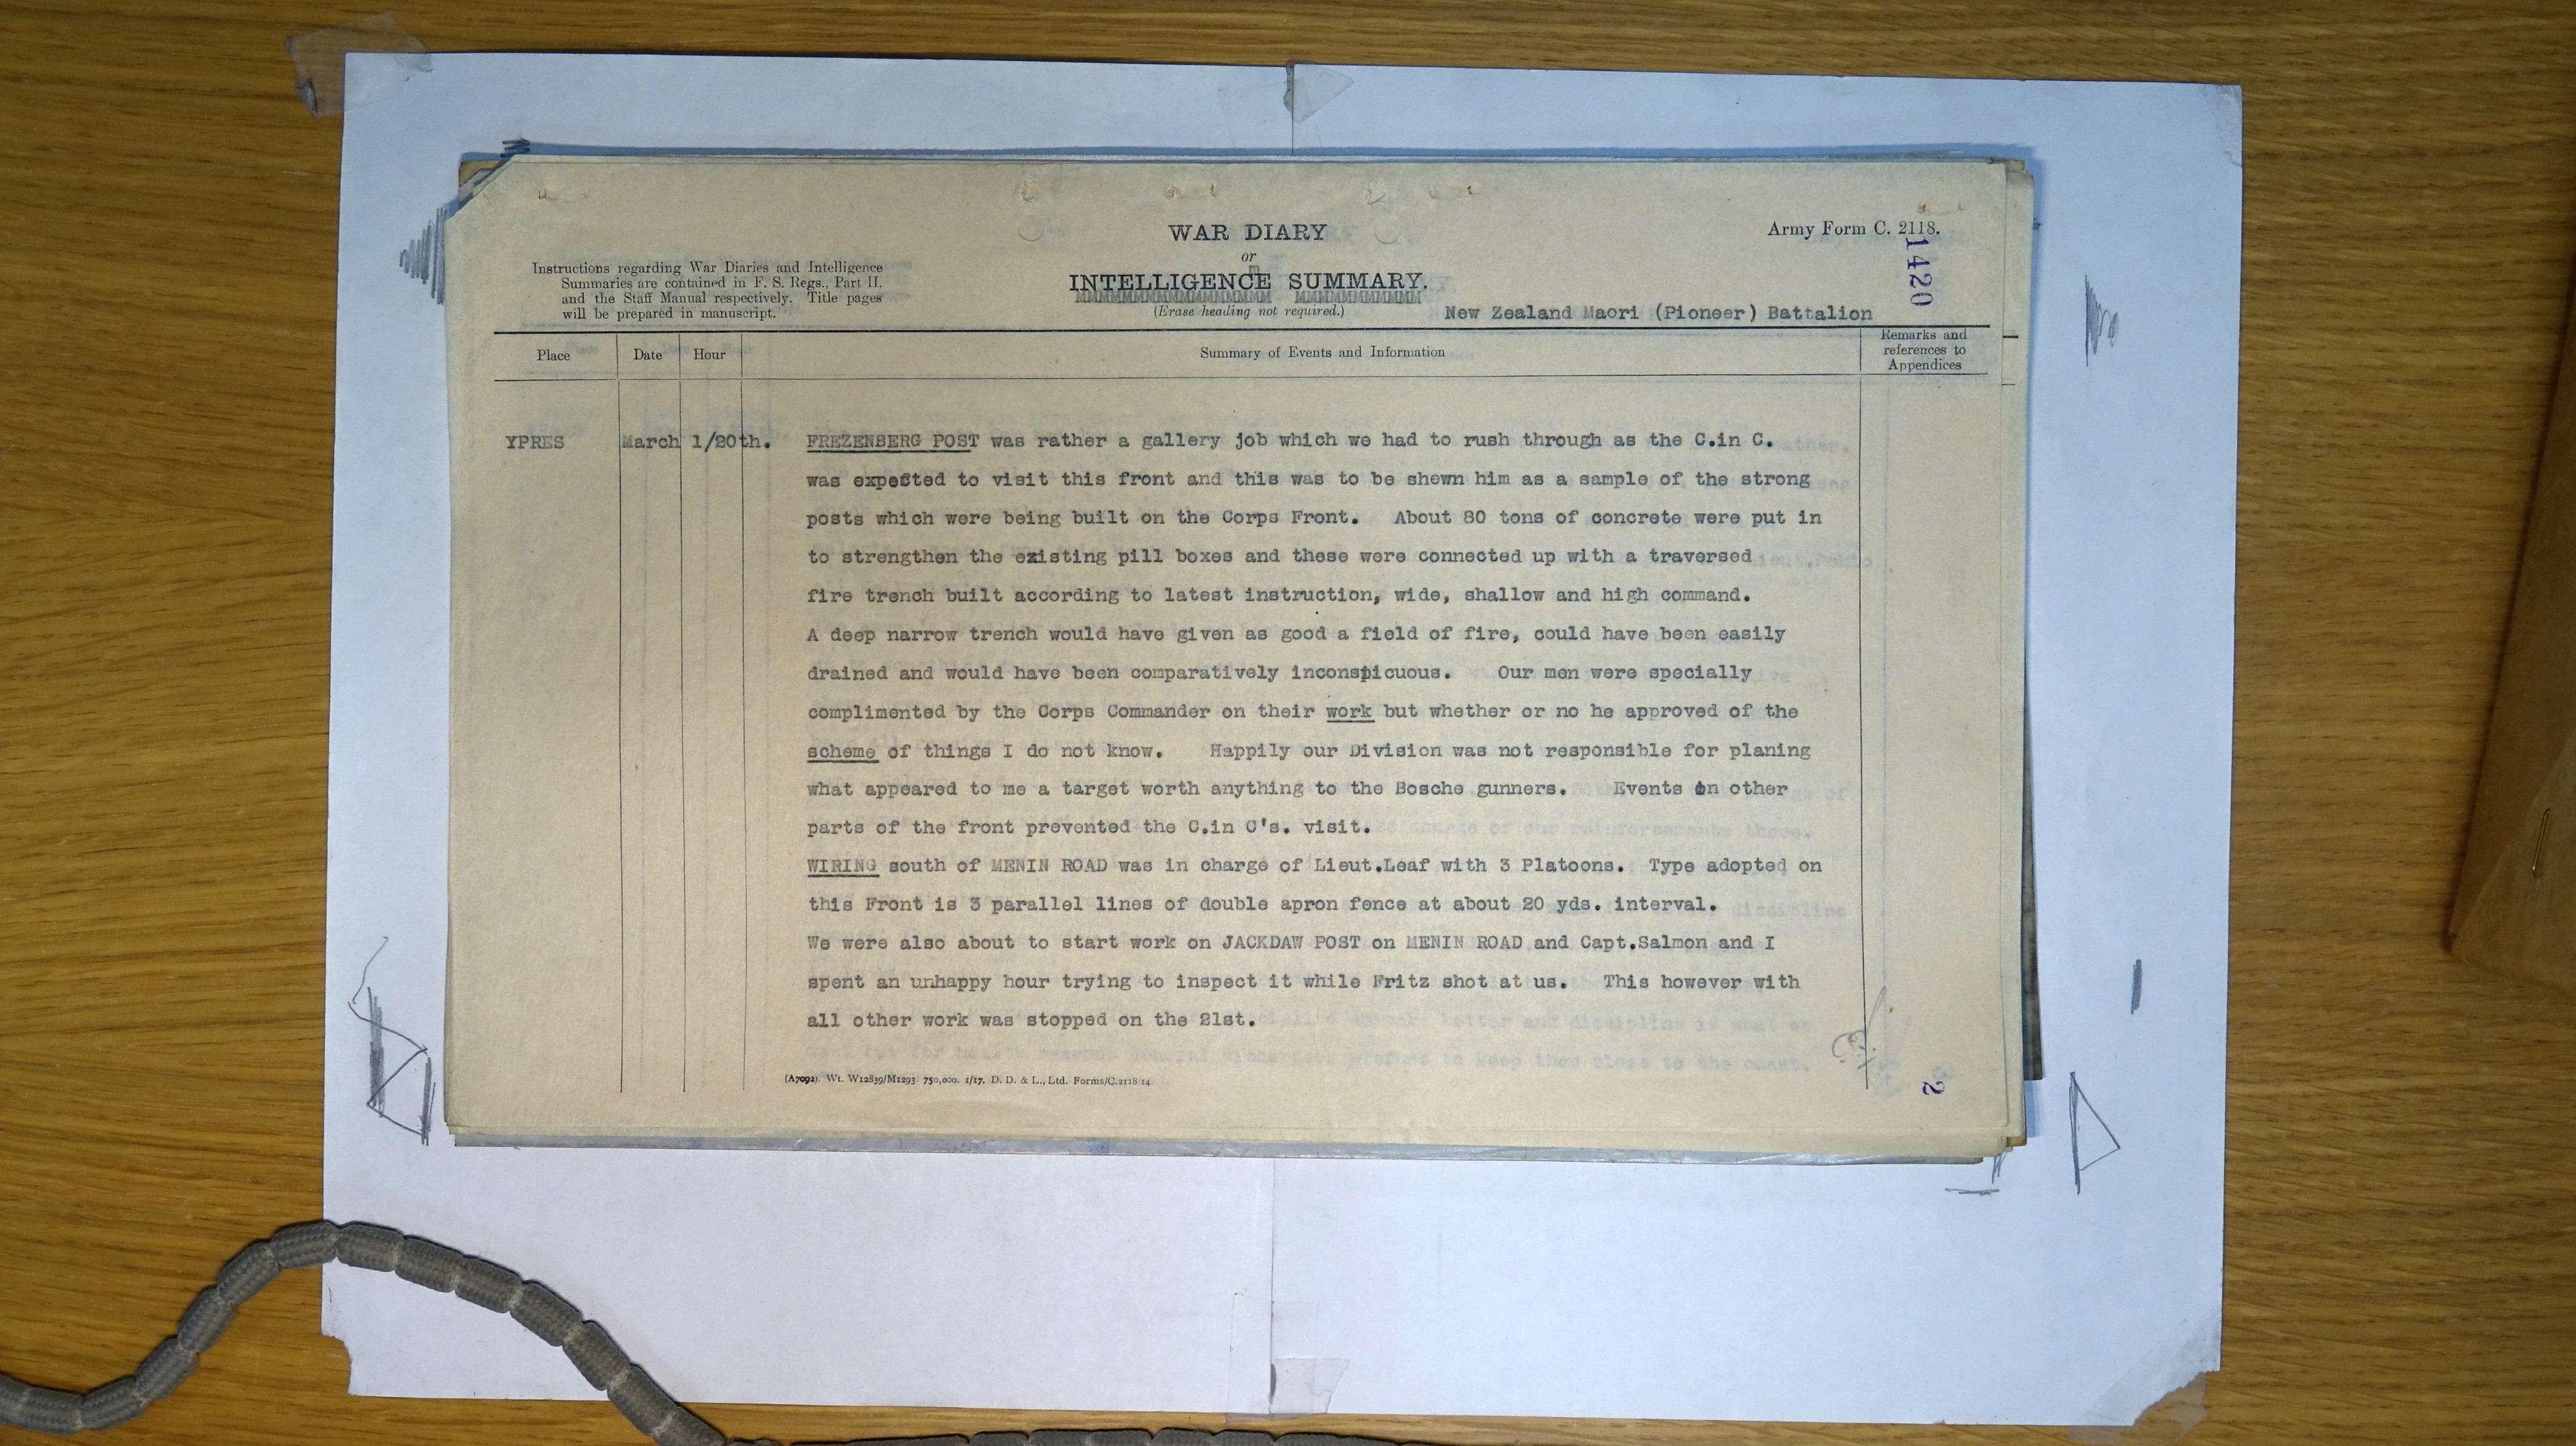 WAR DIARY
or
INTELLIGENCE SUMMARY.
(Erase heading not required.)
Army Form C. 2118.
1420
Instructions regarding War Diaries and Intelligence
Summaries are contained in F. S. Regs., Part II.
and the Staff Manual respectively. Title pages
will be prepared in manuscript.
New Zealand Maori (Pioneer) Battalion
Place Date Hour Summary of Events and Information Remarks and
references to
Appendices
YPRES March 1/20th. FREZENBERG POST was rather a gallery job which we had to rush through as the C.in C.
was expected to visit this front and this was to be shewn him as a sample of the strong
posts which were being built on the Corps Front. About 80 tons of concrete were put in
to strengthen the existing pill boxes and these were connected up with a traversed
fire trench built according to latest instruction, wide, shallow and high command.
A deep narrow trench would have given as good a field of fire, could have been easily
drained and would have been comparatively inconspicuous. Our men were specially
complimented by the Corps Commander on their work but whether or no he approved of the
scheme of things I do not know. Happily our Division was not responsible for planing
what appeared to me a target worth anything to the Bosche gunners. Events on other
parts of the front prevented the C.in C's. visit.
WIRING south of MENIN ROAD was in charge of Lieut.Leaf with 3 Platoons. Type adopted on
this Front is 3 parallel lines of double apron fence at about 20 yds. interval.
We were also about to start work on JACKDAW POST on MENIN ROAD and Capt.Salmon and I
spent an unhappy hour trying to inspect it while Fritz shot at us. This however with
all other work was stopped on the 21st.
(A7092). Wt. W12839/M1293 750,000. 1/17. D. D. & L., Ltd. Forms/C.2118/14
2